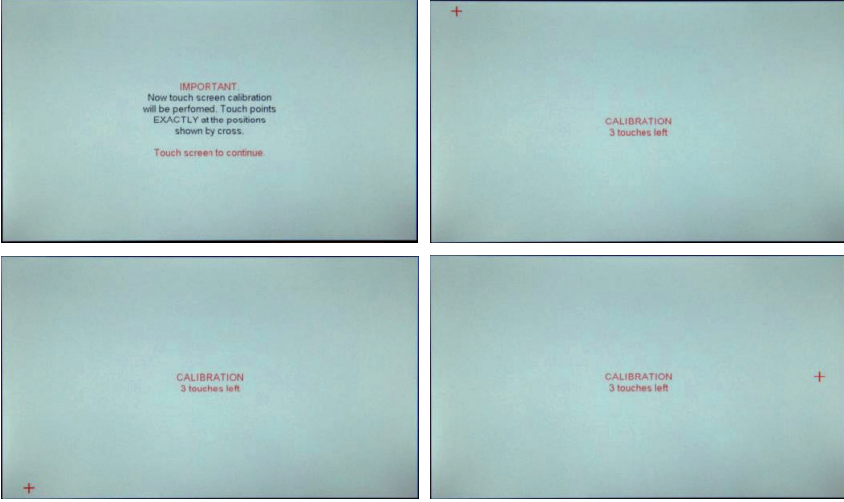 IMPORTANT.
Now touch screen calibration
will be perfomed. Touch points
EXACTLY at the positions
shown by cross.
Touch screen to continue.
CALIBRATION
3 touches left
CALIBRATION
3 touches left
CALIBRATION
3 touches left